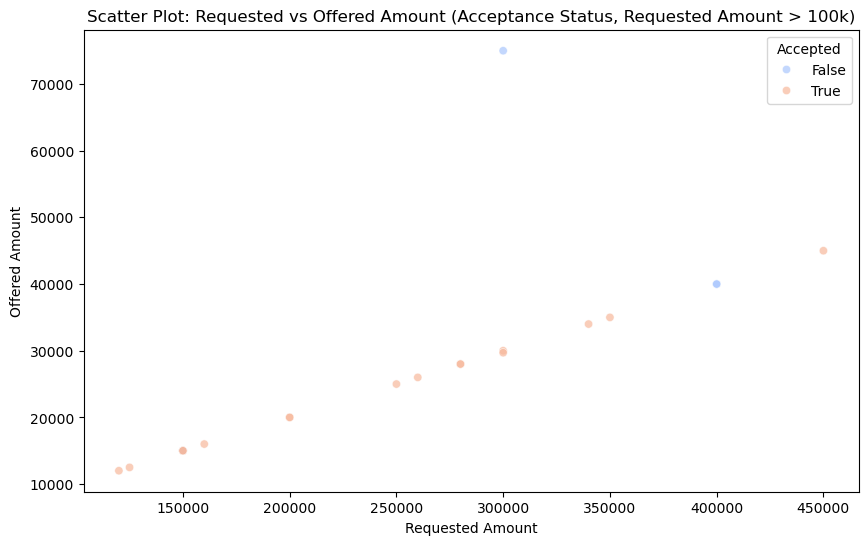 Scatter Plot: Requested vs Offered Amount (Acceptance Status, Requested Amount > 100k)
Accepted
False
True
70000
60000
50000
40000
30000
20000
10000
Offered Amount
150000 200000 250000 300000 350000 400000 450000
Requested Amount